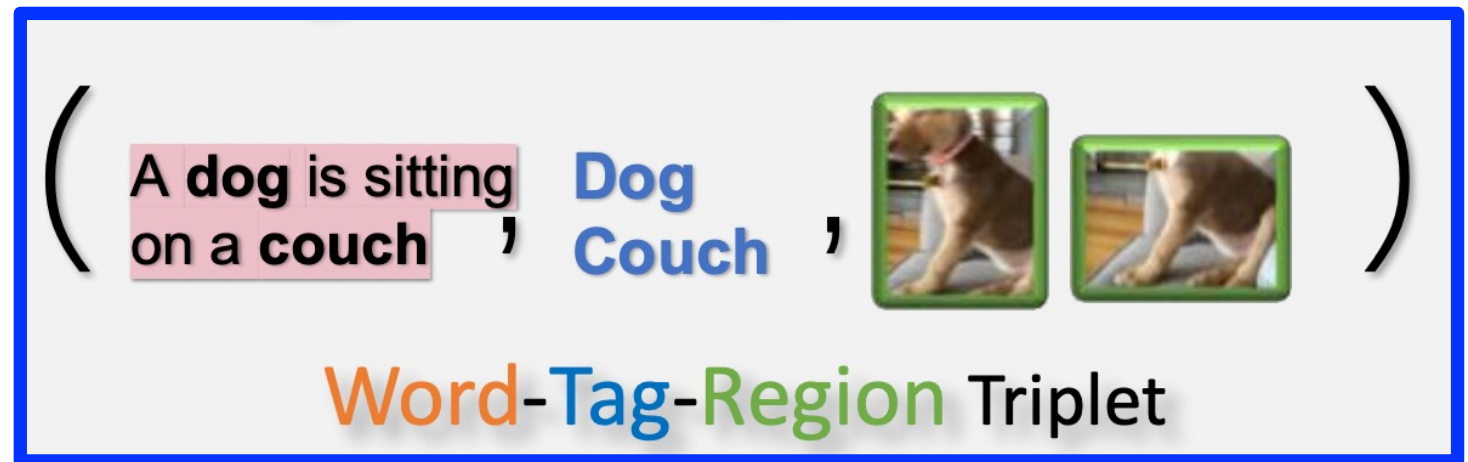 ( A dog is sitting
on a couch , Dog
Couch , )
Word-Tag-Region Triplet